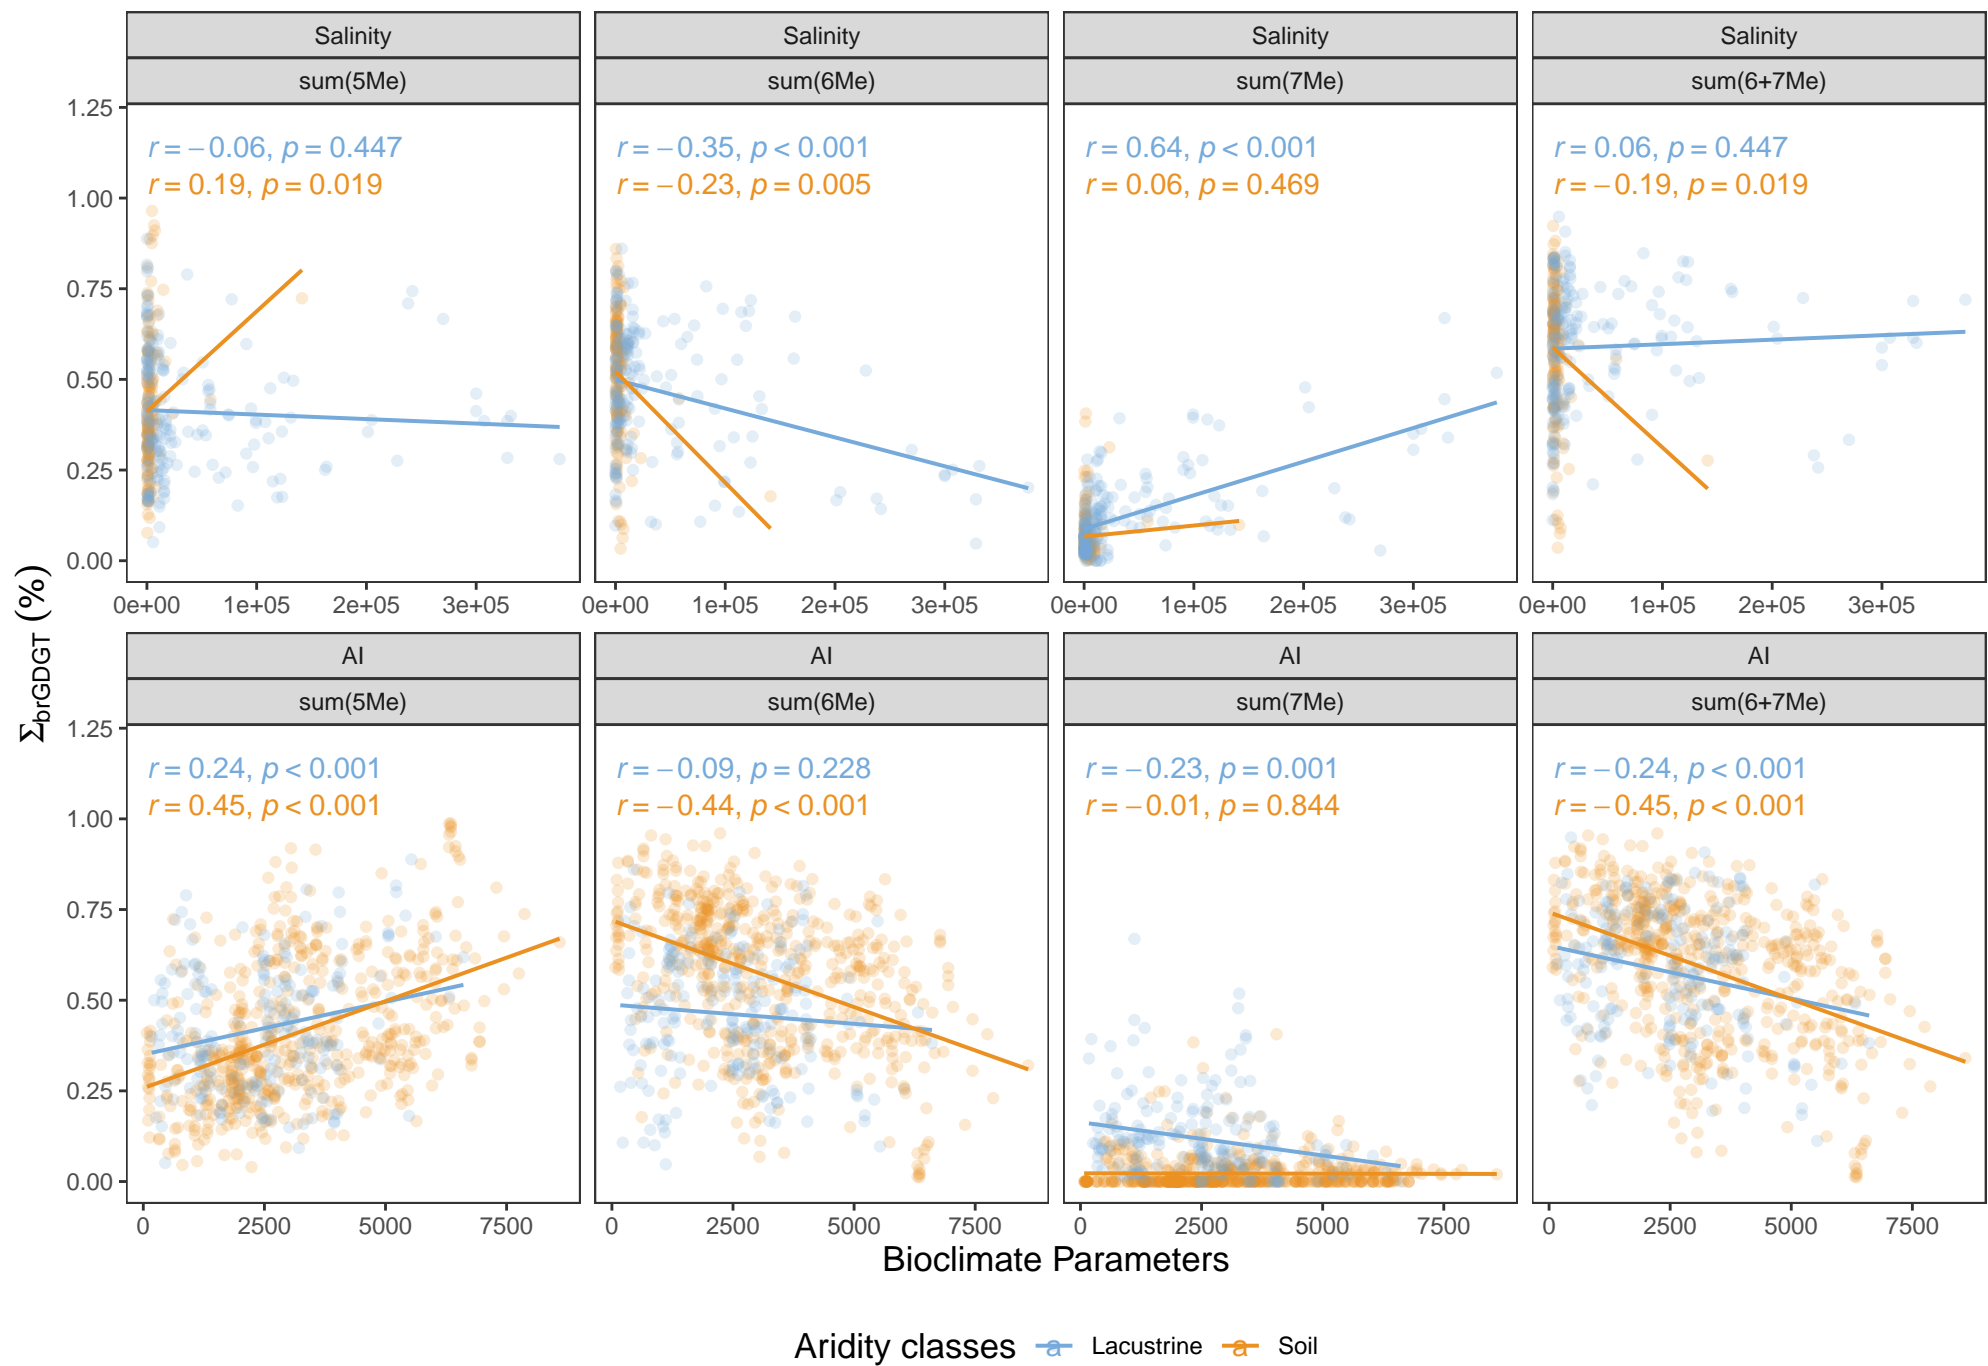 Salinity Salinity Salinity Salinity
sum(5Me) sum(6Me) sum(7Me) sum(6+7Me)
1.25
r = −0.06, p = 0.447 r = −0.35, p < 0.001 r = 0.64, p < 0.001 r = 0.06, p = 0.447
r = 0.19, p = 0.019 r = −0.23, p = 0.005 r = 0.06, p = 0.469 r = −0.19, p = 0.019
1.00
0.75
0.50
0.25
0.00
0e+00 1e+05 2e+05 3e+05 0e+00 1e+05 2e+05 3e+05 0e+00 1e+05 2e+05 3e+05 0e+00 1e+05 2e+05 3e+05
ΣbrGDGT (%)
AI AI AI AI
sum(5Me) sum(6Me) sum(7Me) sum(6+7Me)
1.25
r = 0.24, p < 0.001 r = −0.09, p = 0.228 r = −0.23, p = 0.001 r = −0.24, p < 0.001
r = 0.45, p < 0.001 r = −0.44, p < 0.001 r = −0.01, p = 0.844 r = −0.45, p < 0.001
1.00
0.75
0.50
0.25
0.00
0 2500 5000 7500 0 2500 5000 7500 0 2500 5000 7500 0 2500 5000 7500
Bioclimate Parameters
Aridity classes a Lacustrine a Soil